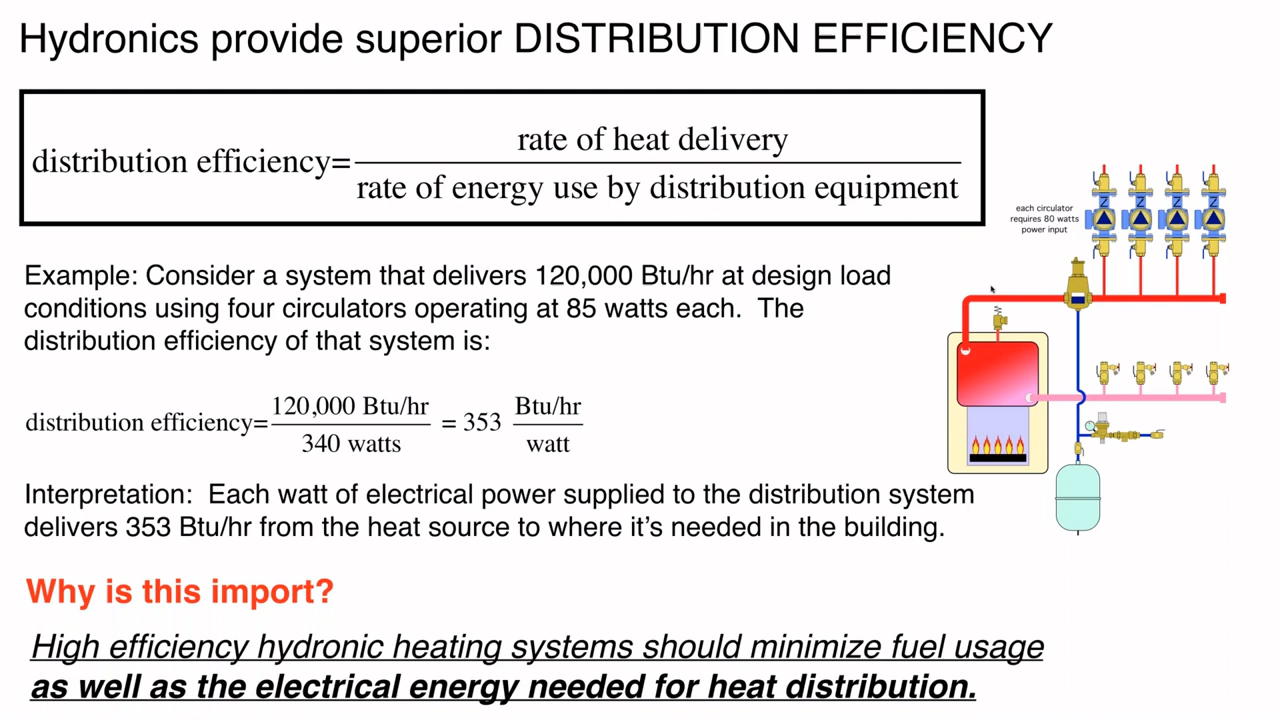 Hydronics provide superior DISTRIBUTION EFFICIENCY
distribution efficiency= rate of heat delivery / rate of energy use by distribution equipment
each circulator
requires 80 watts
power input
Z Z Z Z
Example: Consider a system that delivers 120,000 Btu/hr at design load
conditions using four circulators operating at 85 watts each.  The
distribution efficiency of that system is:
distribution efficiency= 120,000 Btu/hr / 340 watts = 353 Btu/hr / watt
Interpretation:  Each watt of electrical power supplied to the distribution system
delivers 353 Btu/hr from the heat source to where it’s needed in the building.
Why is this import?
High efficiency hydronic heating systems should minimize fuel usage
as well as the electrical energy needed for heat distribution.